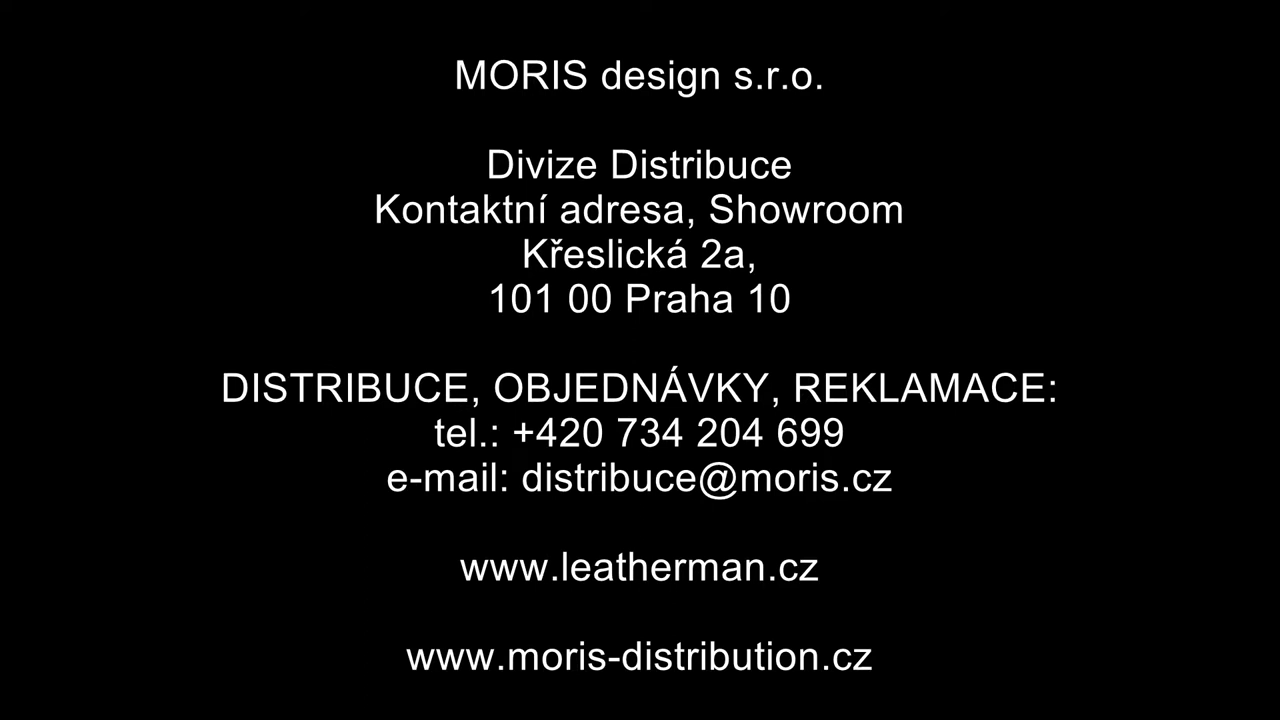 MORIS design s.r.o.
Divize Distribuce
Kontaktní adresa, Showroom
Křeslická 2a,
101 00 Praha 10
DISTRIBUCE, OBJEDNÁVKY, REKLAMACE:
tel.: +420 734 204 699
e-mail: distribuce@moris.cz
www.leatherman.cz
www.moris-distribution.cz